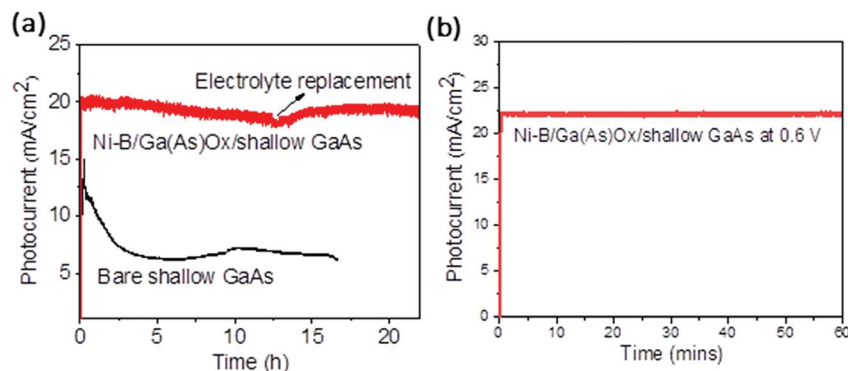 (a)
25
20
15
10
5
Photocurrent (mA/cm²)
Electrolyte replacement
Ni-B/Ga(As)Ox/shallow GaAs
Bare shallow GaAs
0 5 10 15 20
Time (h)
(b)
30
25
20
15
10
5
0
Photocurrent (mA/cm²)
Ni-B/Ga(As)Ox/shallow GaAs at 0.6 V
0 10 20 30 40 50 60
Time (mins)